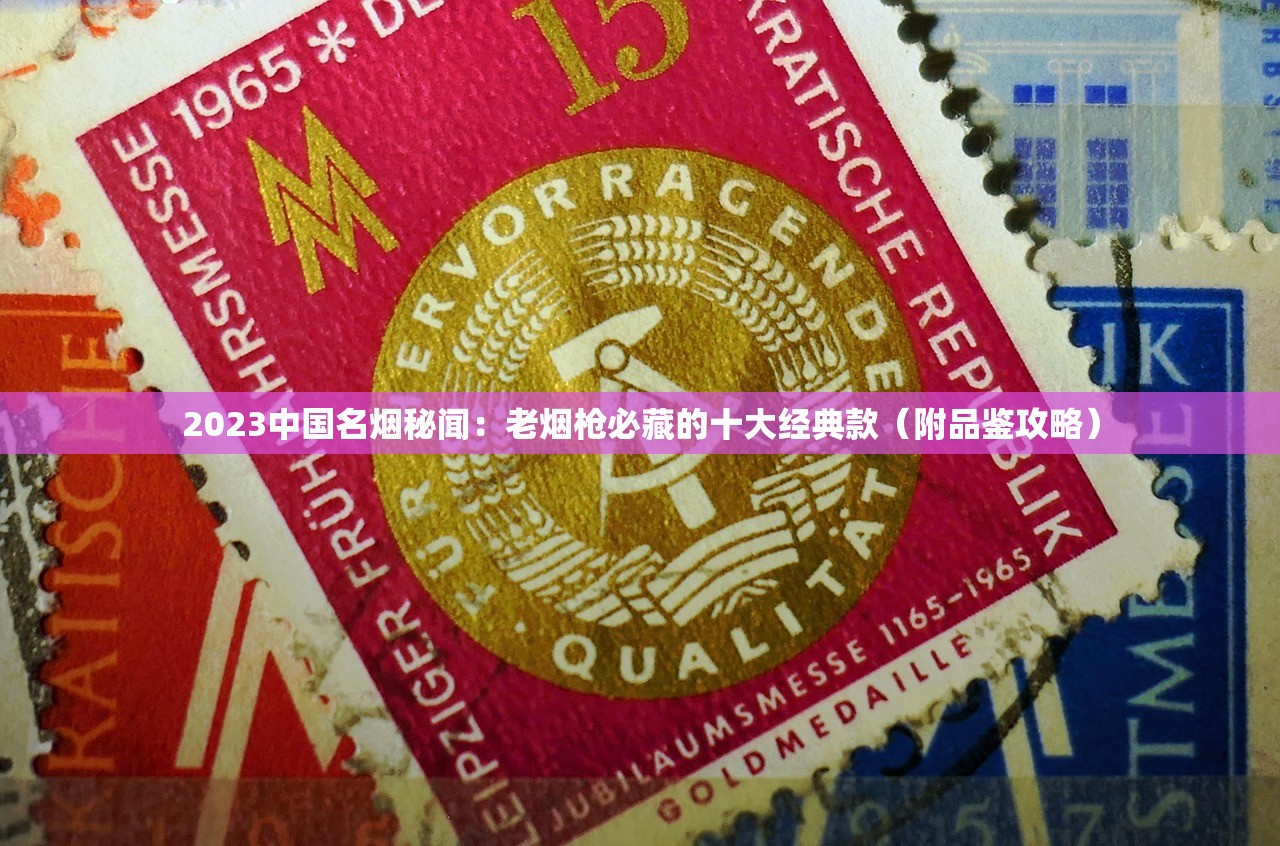 1965 * DE
KRATISCHE REPUBLIK
15
LEIPZIGER FRÜHJAHRSMESSE
MM
FÜR HERVORRAGENDE
QUALITÄT
2023中国名烟秘闻：老烟枪必藏的十大经典款（附品鉴攻略）
JUBILÄUMSMESSE 1165–1965
GOLDMEDAILLE
KRATISCHE
IK
STMESSE
57